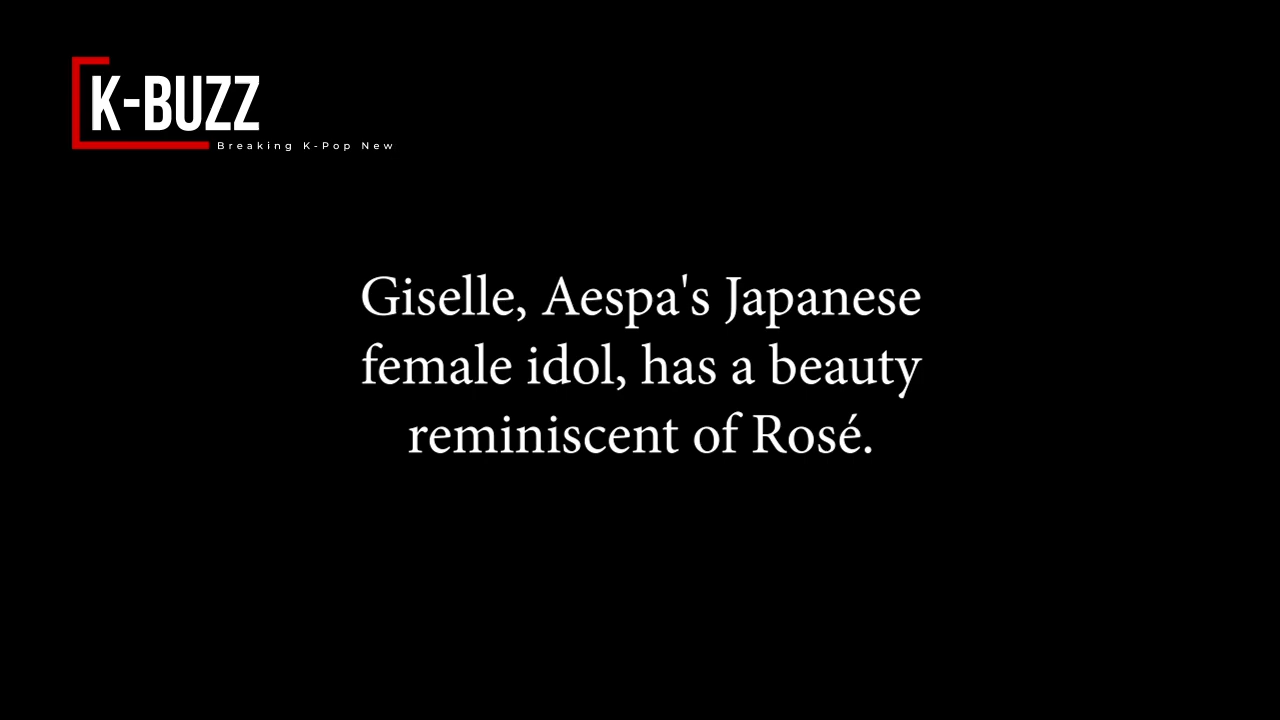 K-BUZZ
Breaking K-Pop New
Giselle, Aespa's Japanese
female idol, has a beauty
reminiscent of Rosé.